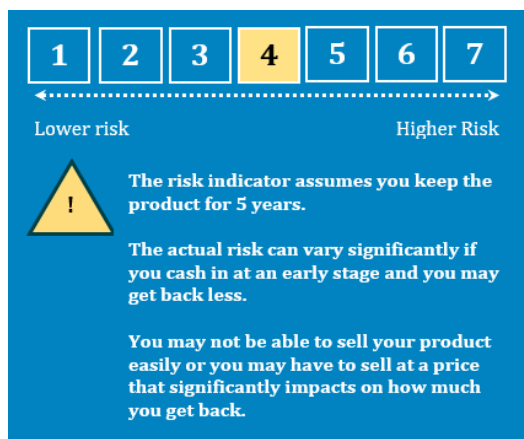 1 2 3 4 5 6 7
Lower risk Higher Risk
!
The risk indicator assumes you keep the
product for 5 years.
The actual risk can vary significantly if
you cash in at an early stage and you may
get back less.
You may not be able to sell your product
easily or you may have to sell at a price
that significantly impacts on how much
you get back.